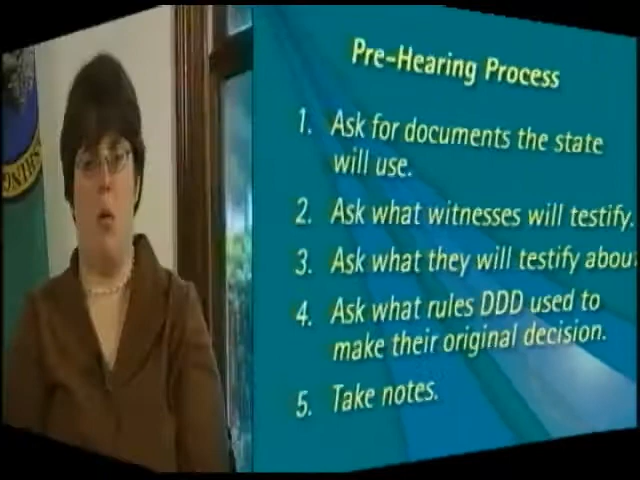 Pre-Hearing Process
1. Ask for documents the state
will use.
2. Ask what witnesses will testify.
3. Ask what they will testify abou
4. Ask what rules DDD used to
make their original decision.
5. Take notes.